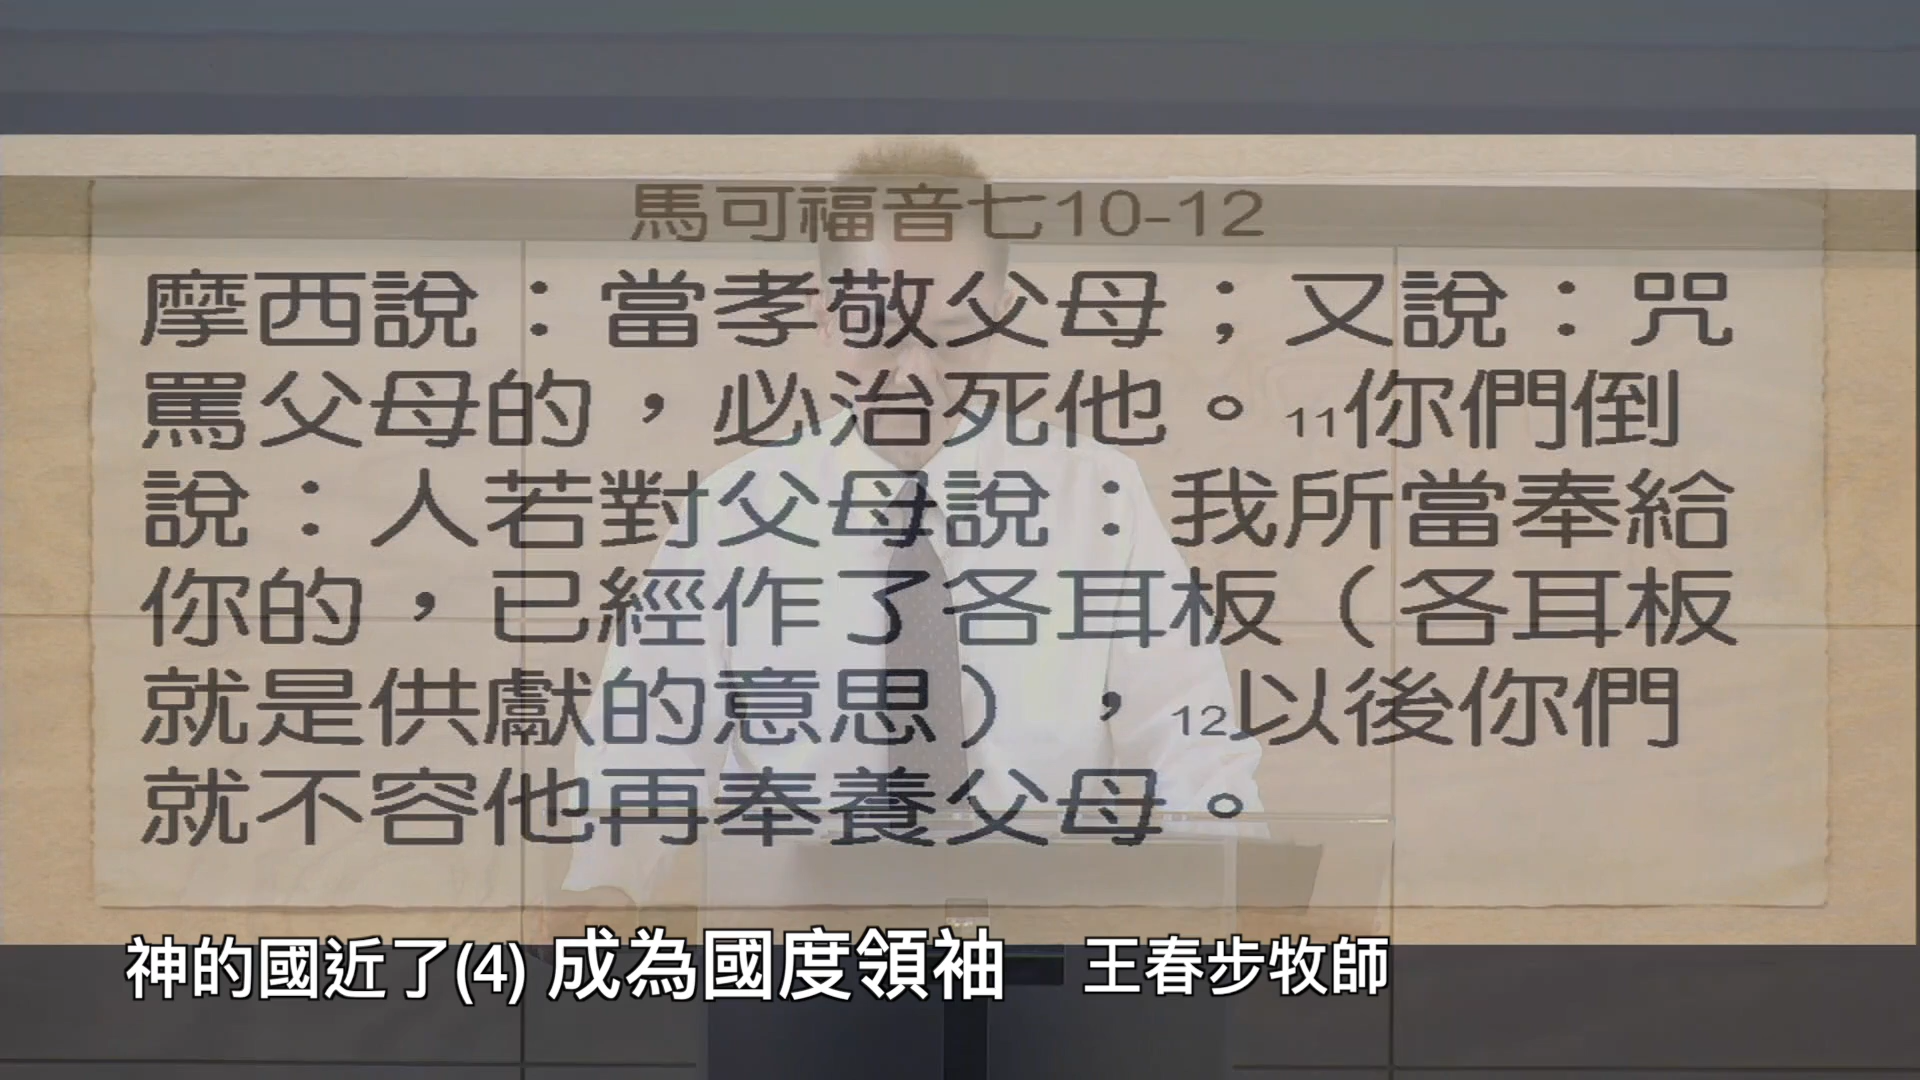 馬可福音七10-12
摩西說：當孝敬父母；又說：咒
罵父母的，必治死他。11你們倒
說：人若對父母說：我所當奉給
你的，已經作了各耳板（各耳板
就是供獻的意思），12以後你們
就不容他再奉養父母。
神的國近了(4) 成為國度領袖 王春步牧師